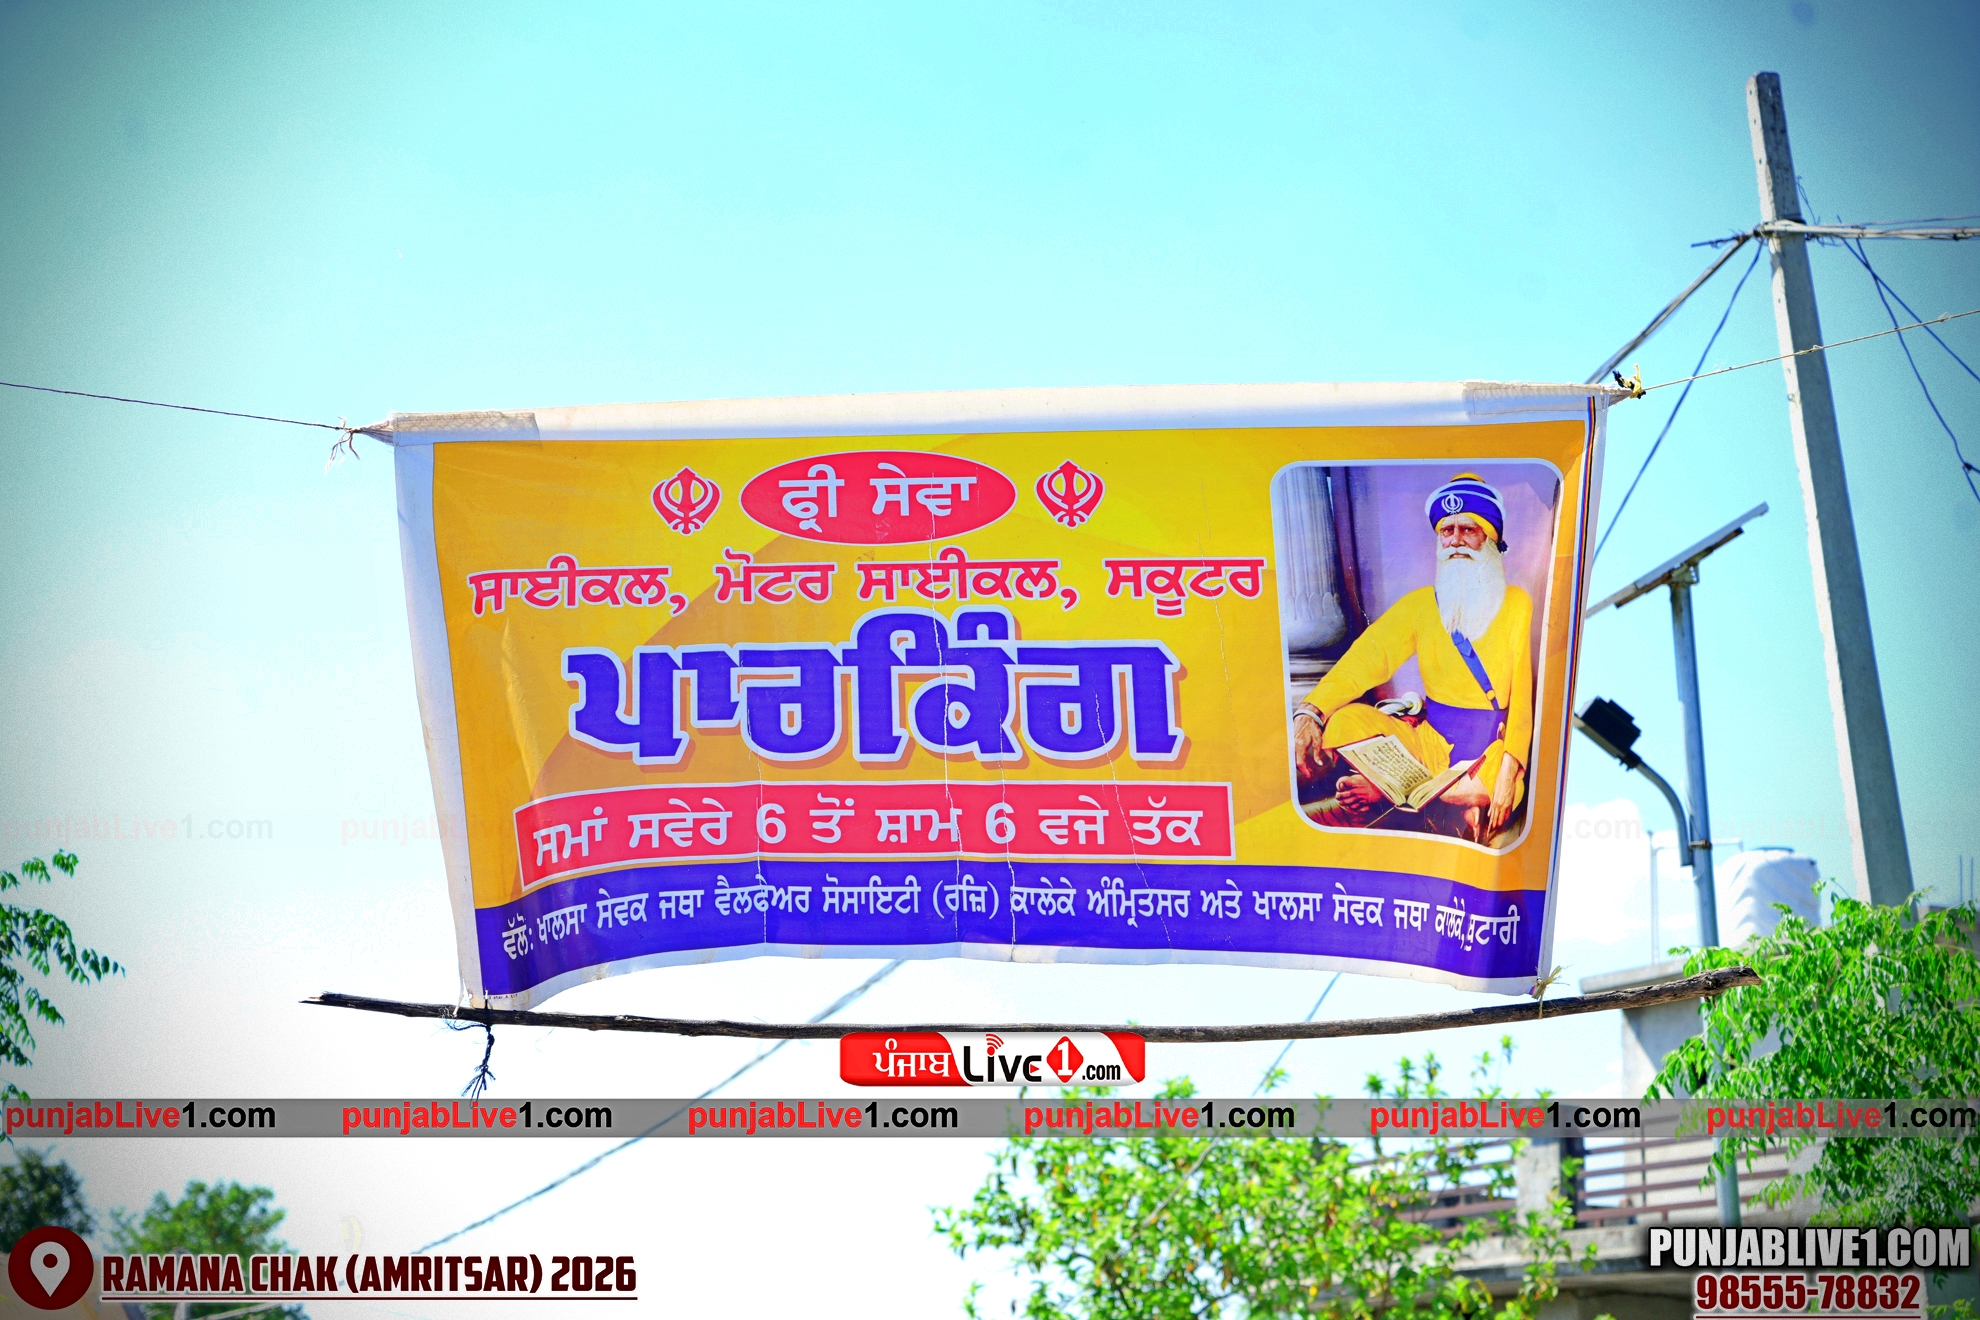 ਫ੍ਰੀ ਸੇਵਾ
ਸਾਈਕਲ, ਮੋਟਰ ਸਾਈਕਲ, ਸਕੂਟਰ
ਪਾਰਕਿੰਗ
ਸਮਾਂ ਸਵੇਰੇ 6 ਤੋਂ ਸ਼ਾਮ 6 ਵਜੇ ਤੱਕ
ਵੱਲੋਂ: ਖਾਲਸਾ ਸੇਵਕ ਜਥਾ ਵੈਲਫੇਅਰ ਸੋਸਾਇਟੀ (ਰਜ਼ਿ) ਕਾਲੇਕੇ ਅੰਮ੍ਰਿਤਸਰ ਅਤੇ ਖਾਲਸਾ ਸੇਵਕ ਜਥਾ ਕਾਲੇਕੇ,
ਪੰਜਾਬ Live1.com
punjabLive1.com punjabLive1.com punjabLive1.com punjabLive1.com punjabLive1.com punjabLive1.com
RAMANA CHAK (AMRITSAR) 2026
PUNJABLIVE1.COM
98555-78832